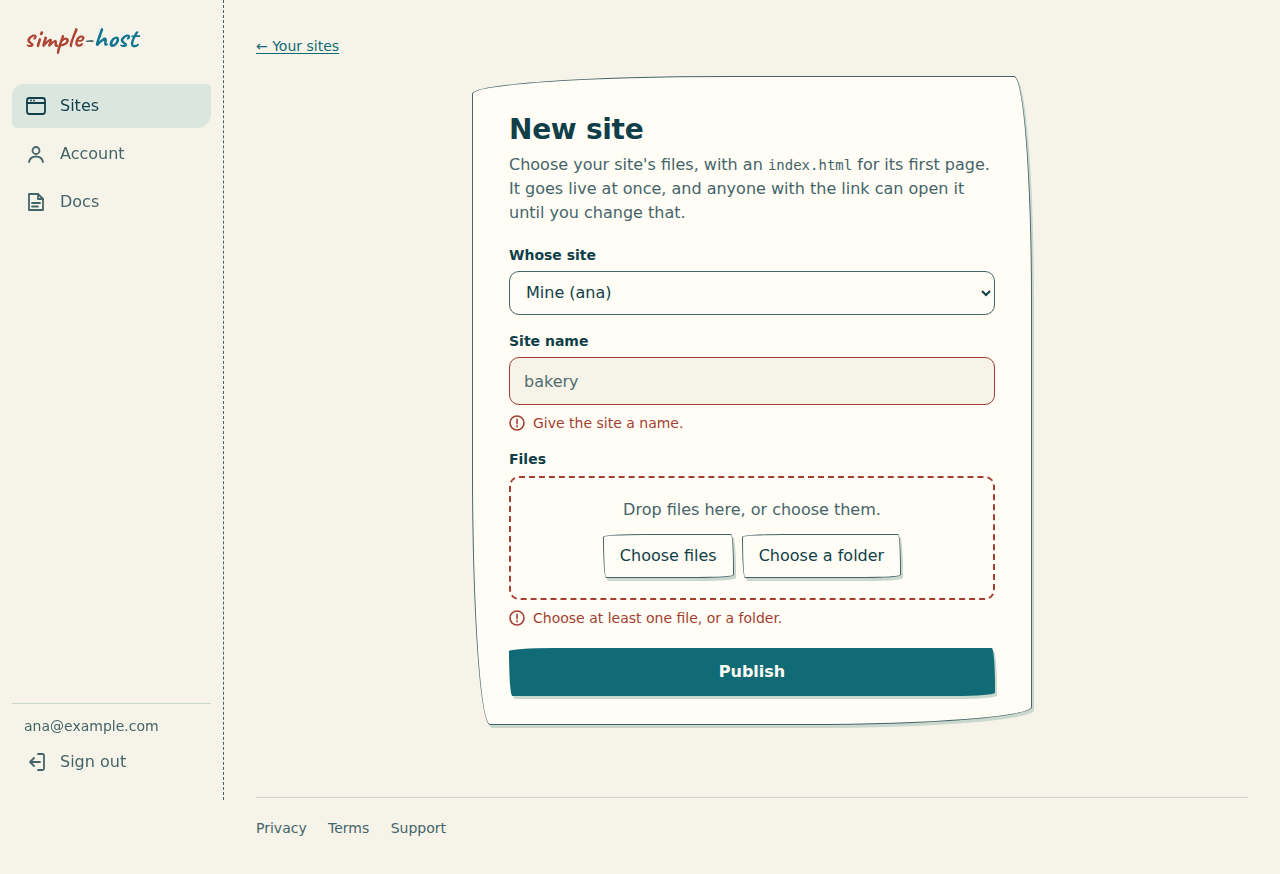 simple-host
Sites
Account
Docs
ana@example.com
Sign out
← Your sites
New site
Choose your site's files, with an index.html for its first page.
It goes live at once, and anyone with the link can open it
until you change that.
Whose site
Mine (ana)
Site name
bakery
Give the site a name.
Files
Drop files here, or choose them.
Choose files
Choose a folder
Choose at least one file, or a folder.
Publish
Privacy
Terms
Support